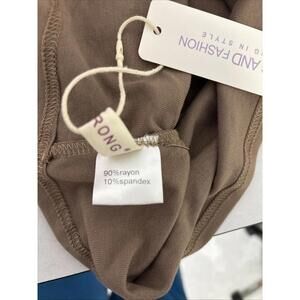 AND FASHION
G IN STYLE
RONG
90%rayon
10%spandex